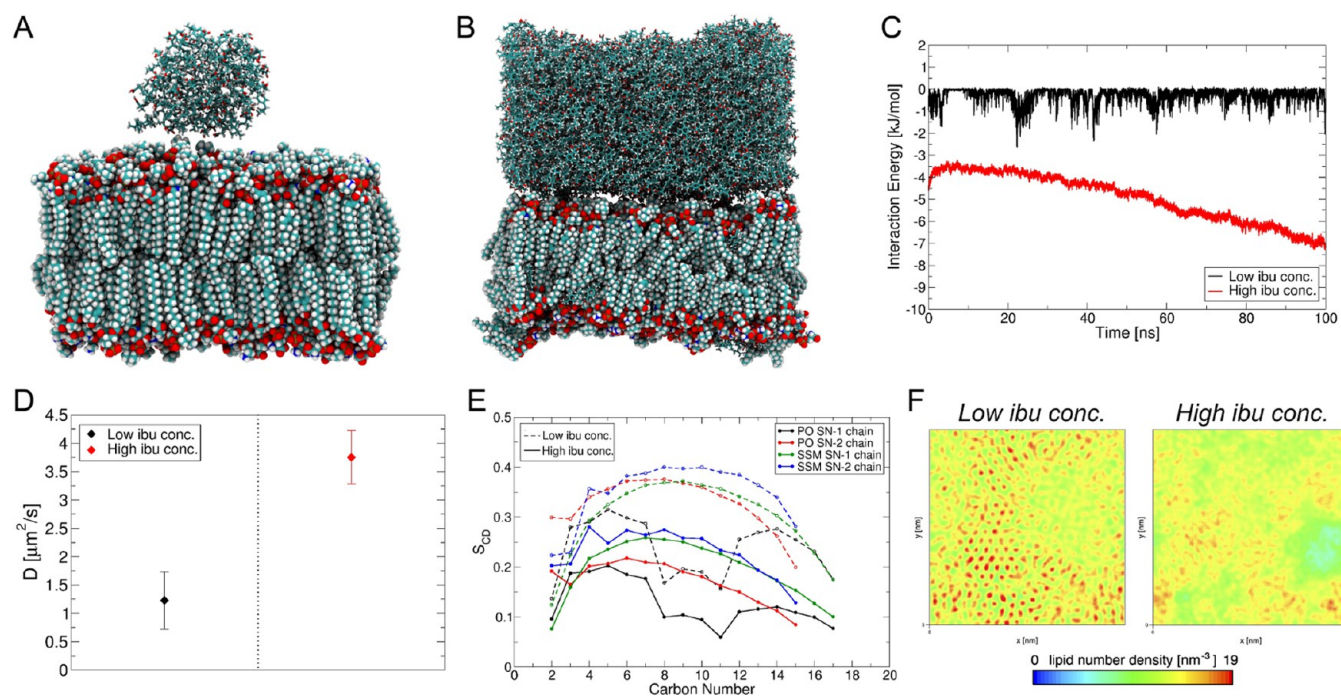 A
B
C
2
1
0
-1
-2
-3
-4
-5
-6
-7
-8
-9
-10
Interaction Energy [kJ/mol]
Low ibu conc.
High ibu conc.
0 20 40 60 80 100
Time [ns]
D
4.5
4
3.5
3
2.5
2
1.5
1
0.5
0
D [μm²/s]
Low ibu conc.
High ibu conc.
E
0.5
0.4
0.3
0.2
0.1
0
S_CD
Low ibu conc.
High ibu conc.
PO SN-1 chain
PO SN-2 chain
SSM SN-1 chain
SSM SN-2 chain
0 2 4 6 8 10 12 14 16 18 20
Carbon Number
F
Low ibu conc. High ibu conc.
y [nm] y [nm]
x [nm] x [nm]
0 lipid number density [nm⁻³] 19